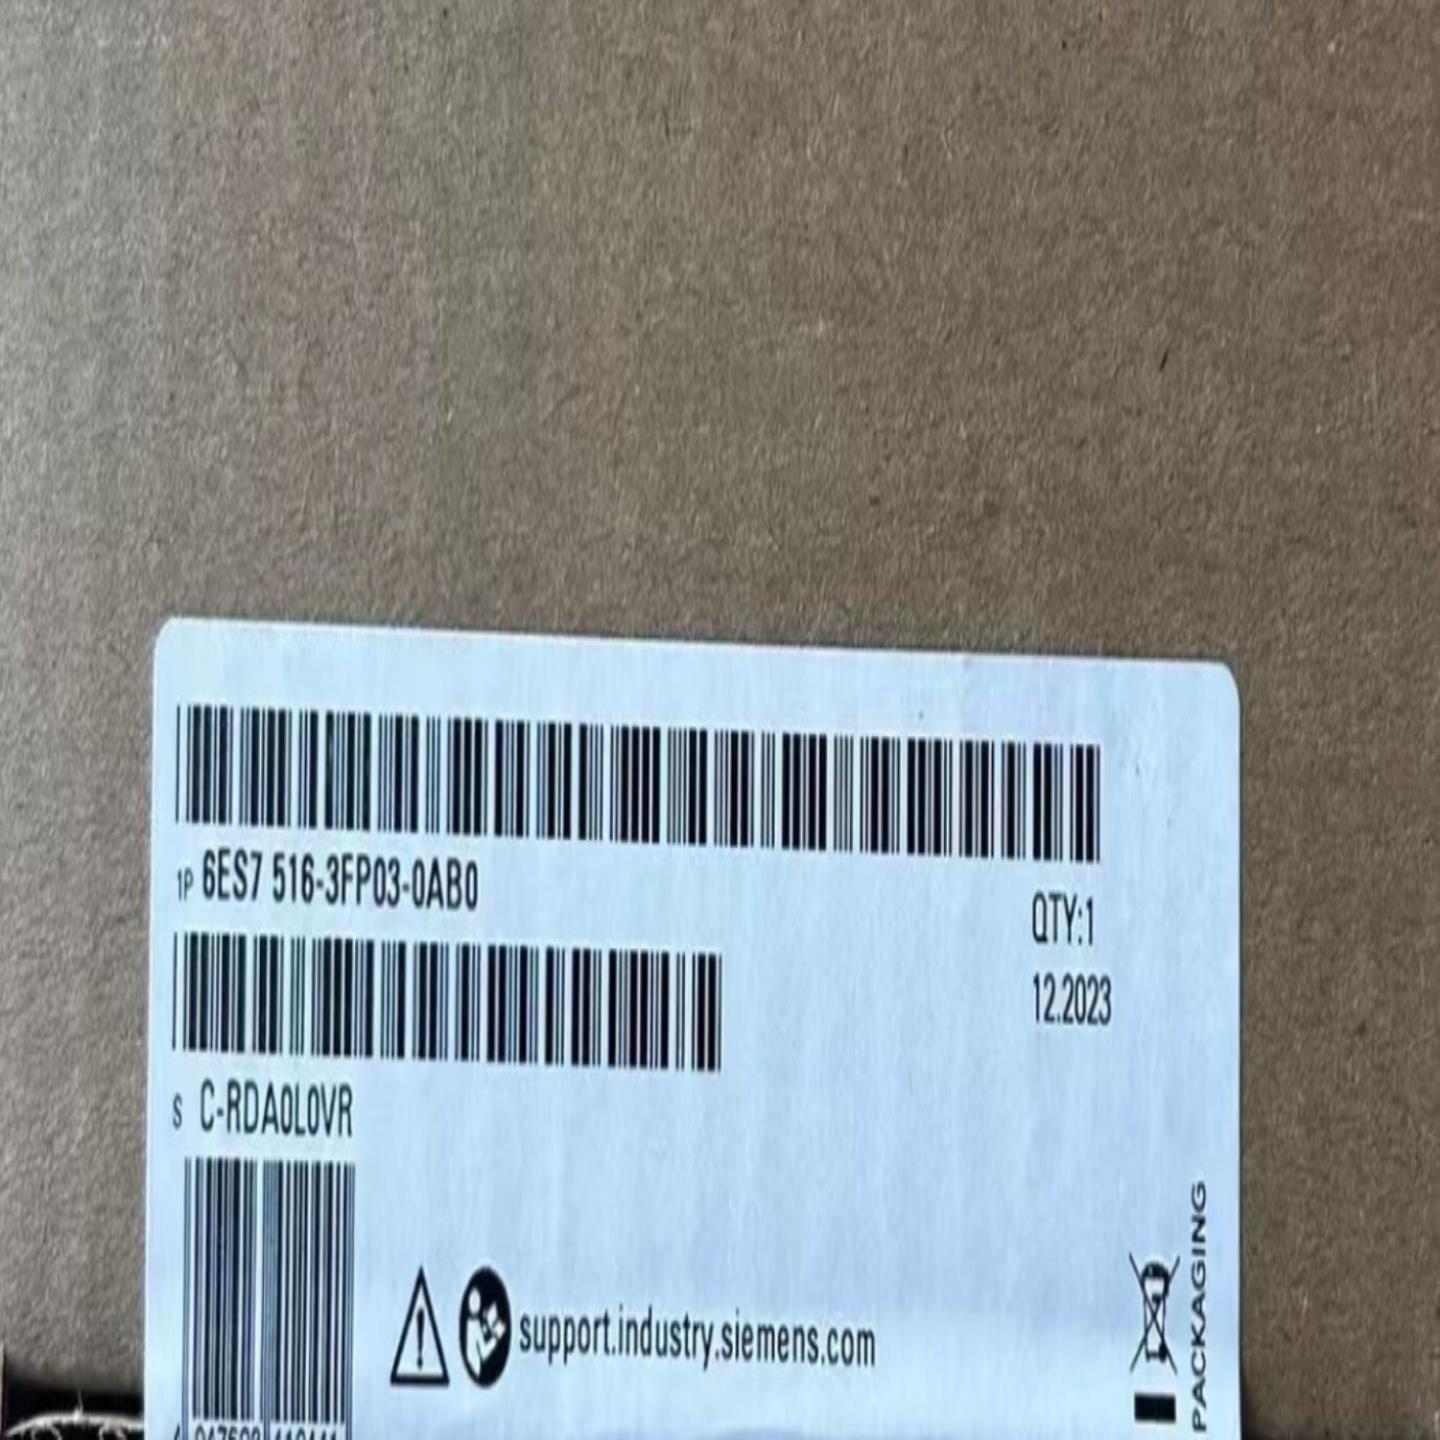 1P 6ES7 516-3FP03-0AB0
QTY:1
12.2023
S C-RDA0L0VR
support.industry.siemens.com
PACKAGING